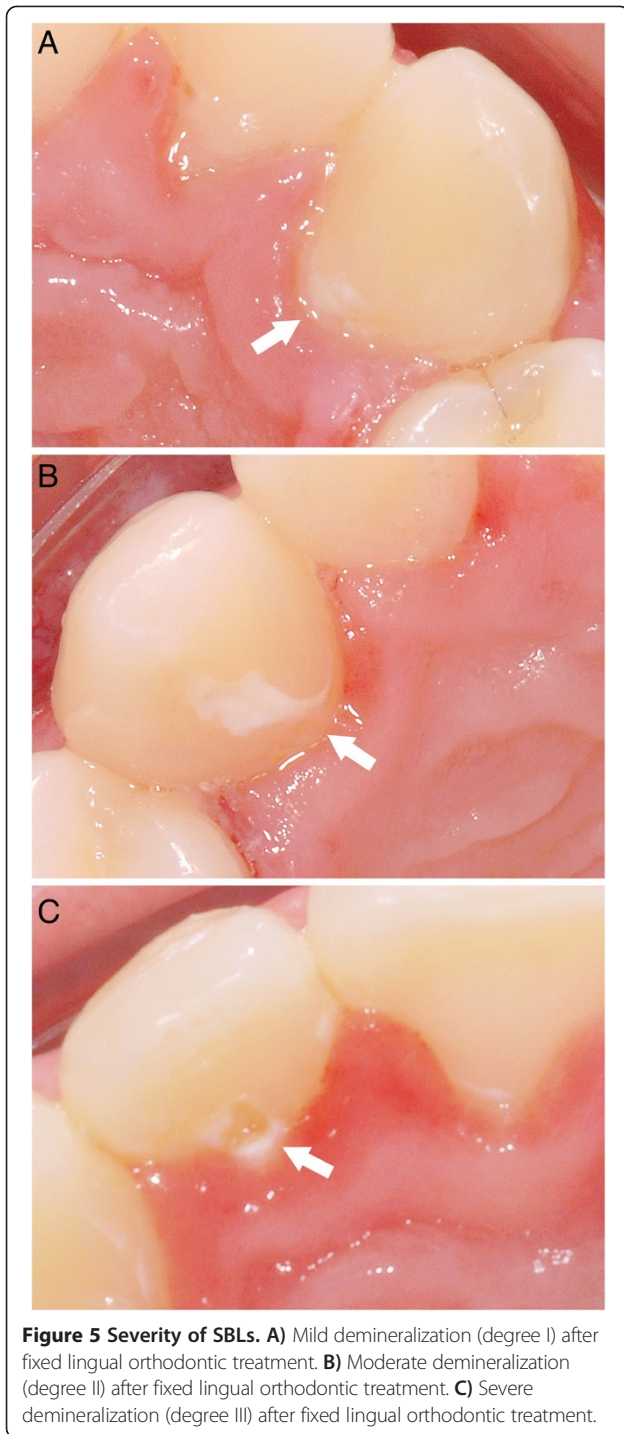 A
B
C
Figure 5 Severity of SBLs. A) Mild demineralization (degree I) after
fixed lingual orthodontic treatment. B) Moderate demineralization
(degree II) after fixed lingual orthodontic treatment. C) Severe
demineralization (degree III) after fixed lingual orthodontic treatment.